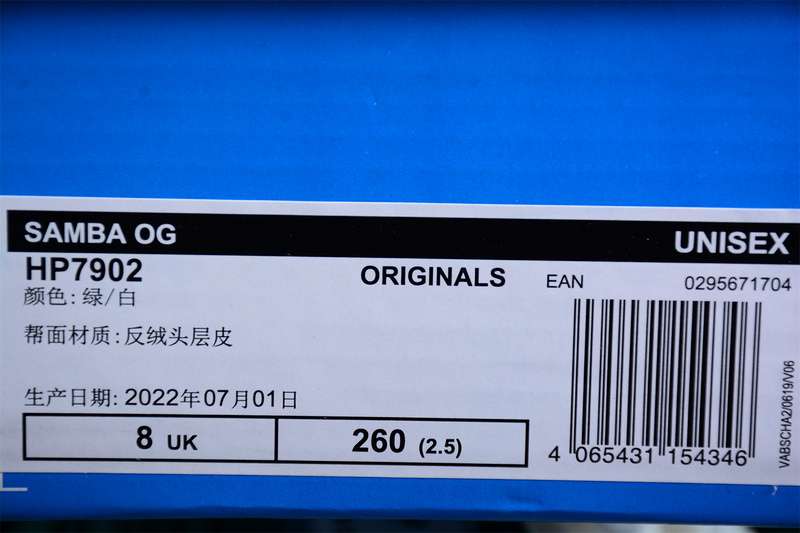 SAMBA OG
UNISEX
HP7902
ORIGINALS
EAN
0295671704
颜色: 绿/白
帮面材质: 反绒头层皮
生产日期: 2022年07月01日
8 UK
260 (2.5)
4 065431 154346
VABSCHA2/0619/V06